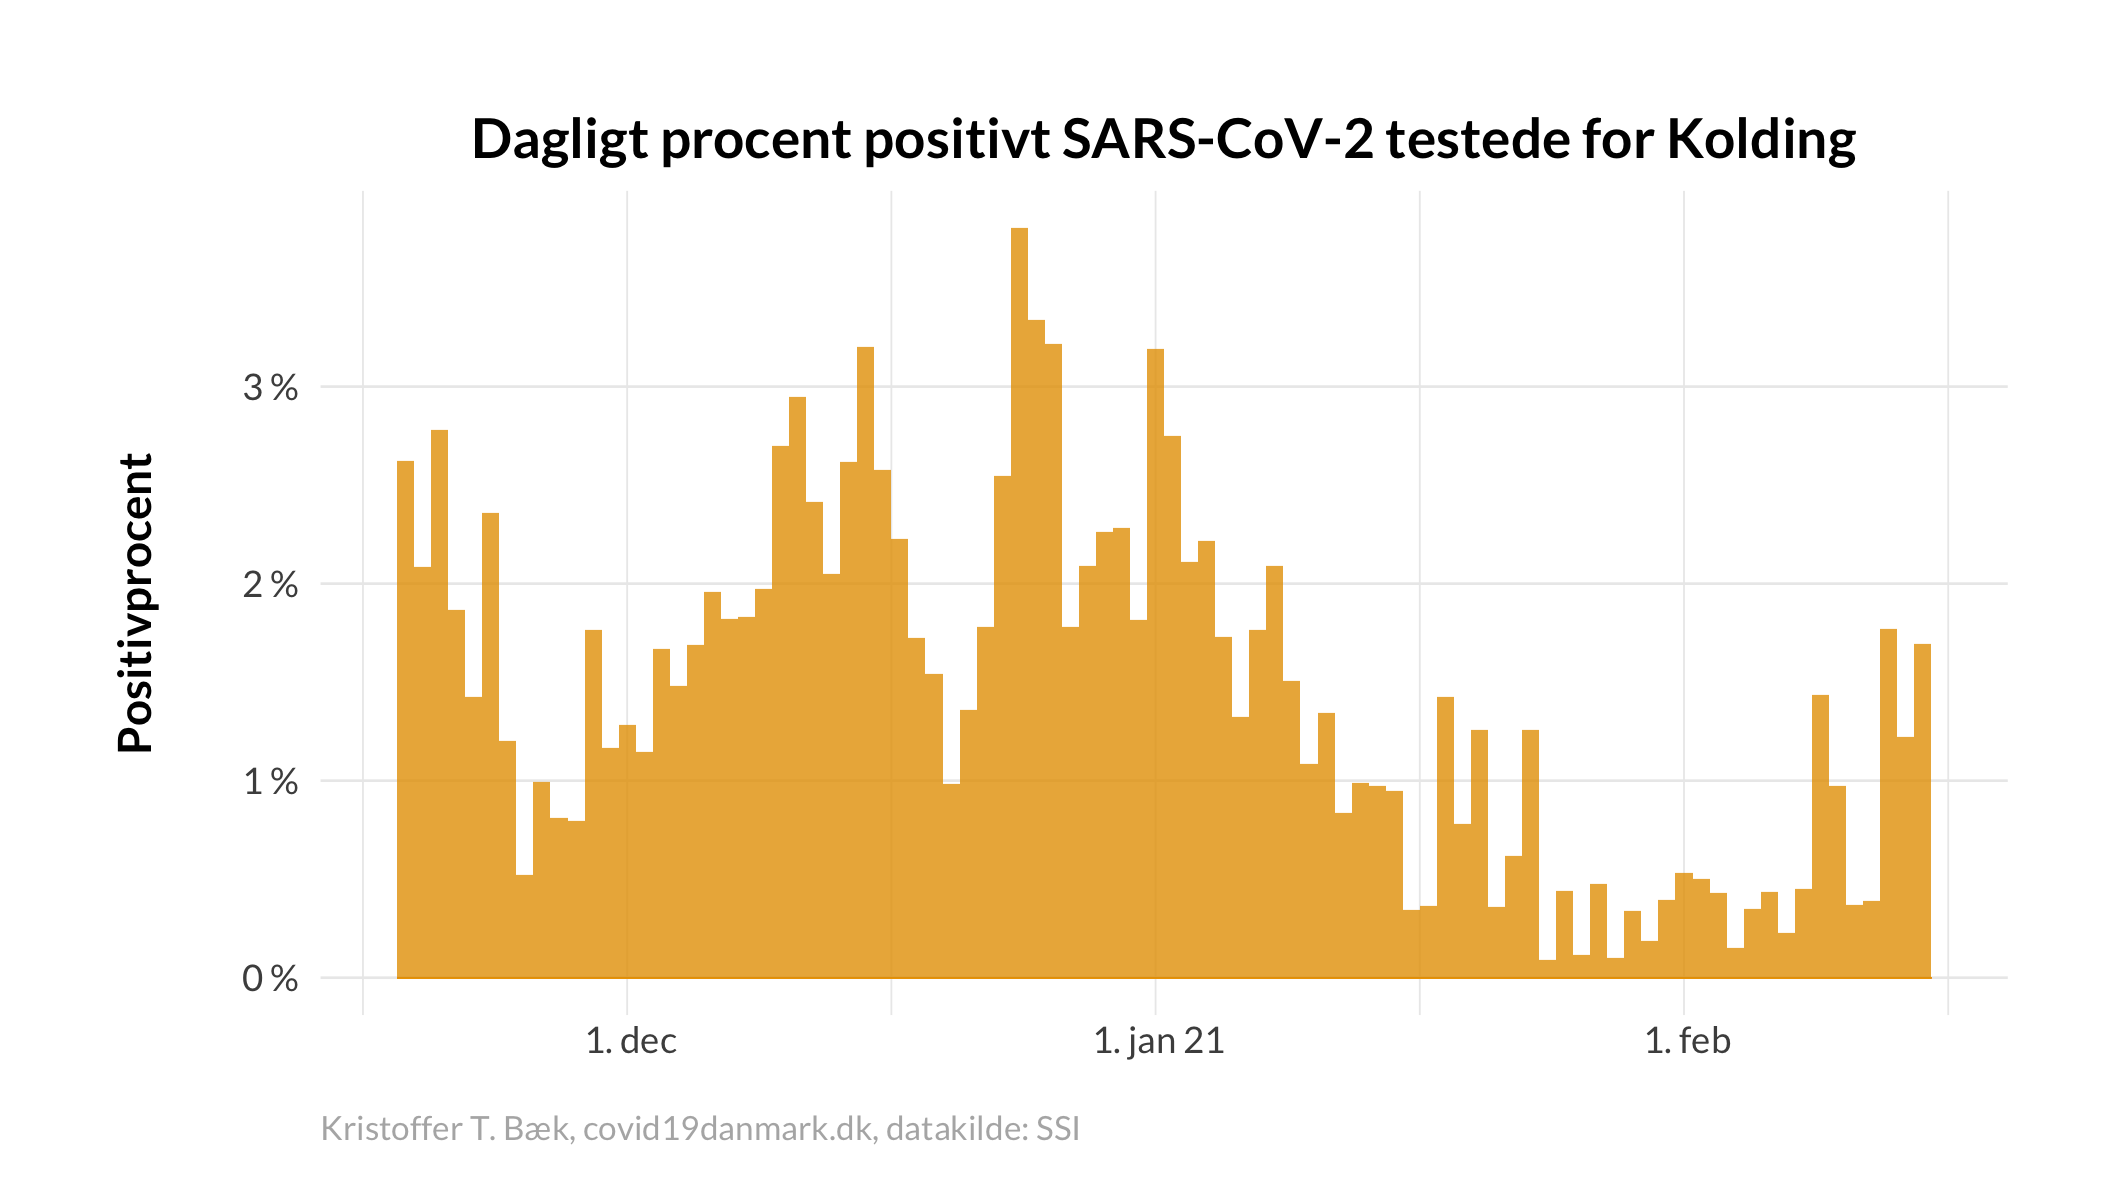 Dagligt procent positivt SARS-CoV-2 testede for Kolding
Positivprocent
3 %
2 %
1 %
0 %
1. dec
1. jan 21
1. feb
Kristoffer T. Bæk, covid19danmark.dk, datakilde: SSI